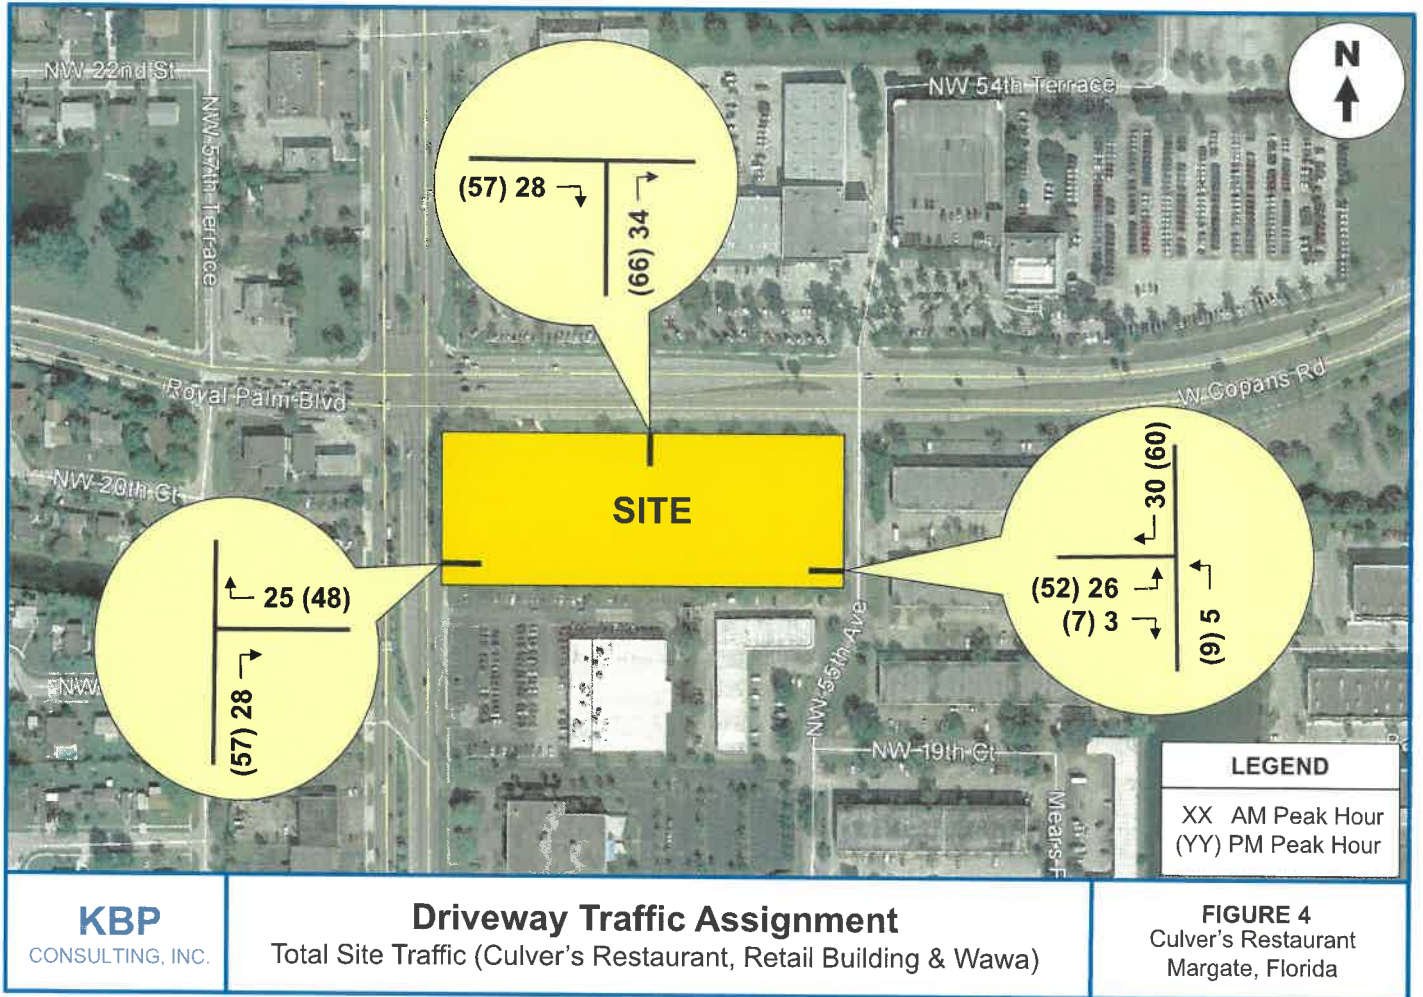 N
NW 22nd St
NW 54th Terrace
NW 57th Terrace
(57) 28
(66) 34
Royal Palm Blvd
W Copans Rd
SITE
NW 20th Ct
30 (60)
(52) 26
(7) 3
(9) 5
25 (48)
(57) 28
NW
NW 55th Ave
NW 19th Ct
LEGEND
XX AM Peak Hour
(YY) PM Peak Hour
KBP
CONSULTING, INC.
Driveway Traffic Assignment
Total Site Traffic (Culver's Restaurant, Retail Building & Wawa)
FIGURE 4
Culver's Restaurant
Margate, Florida